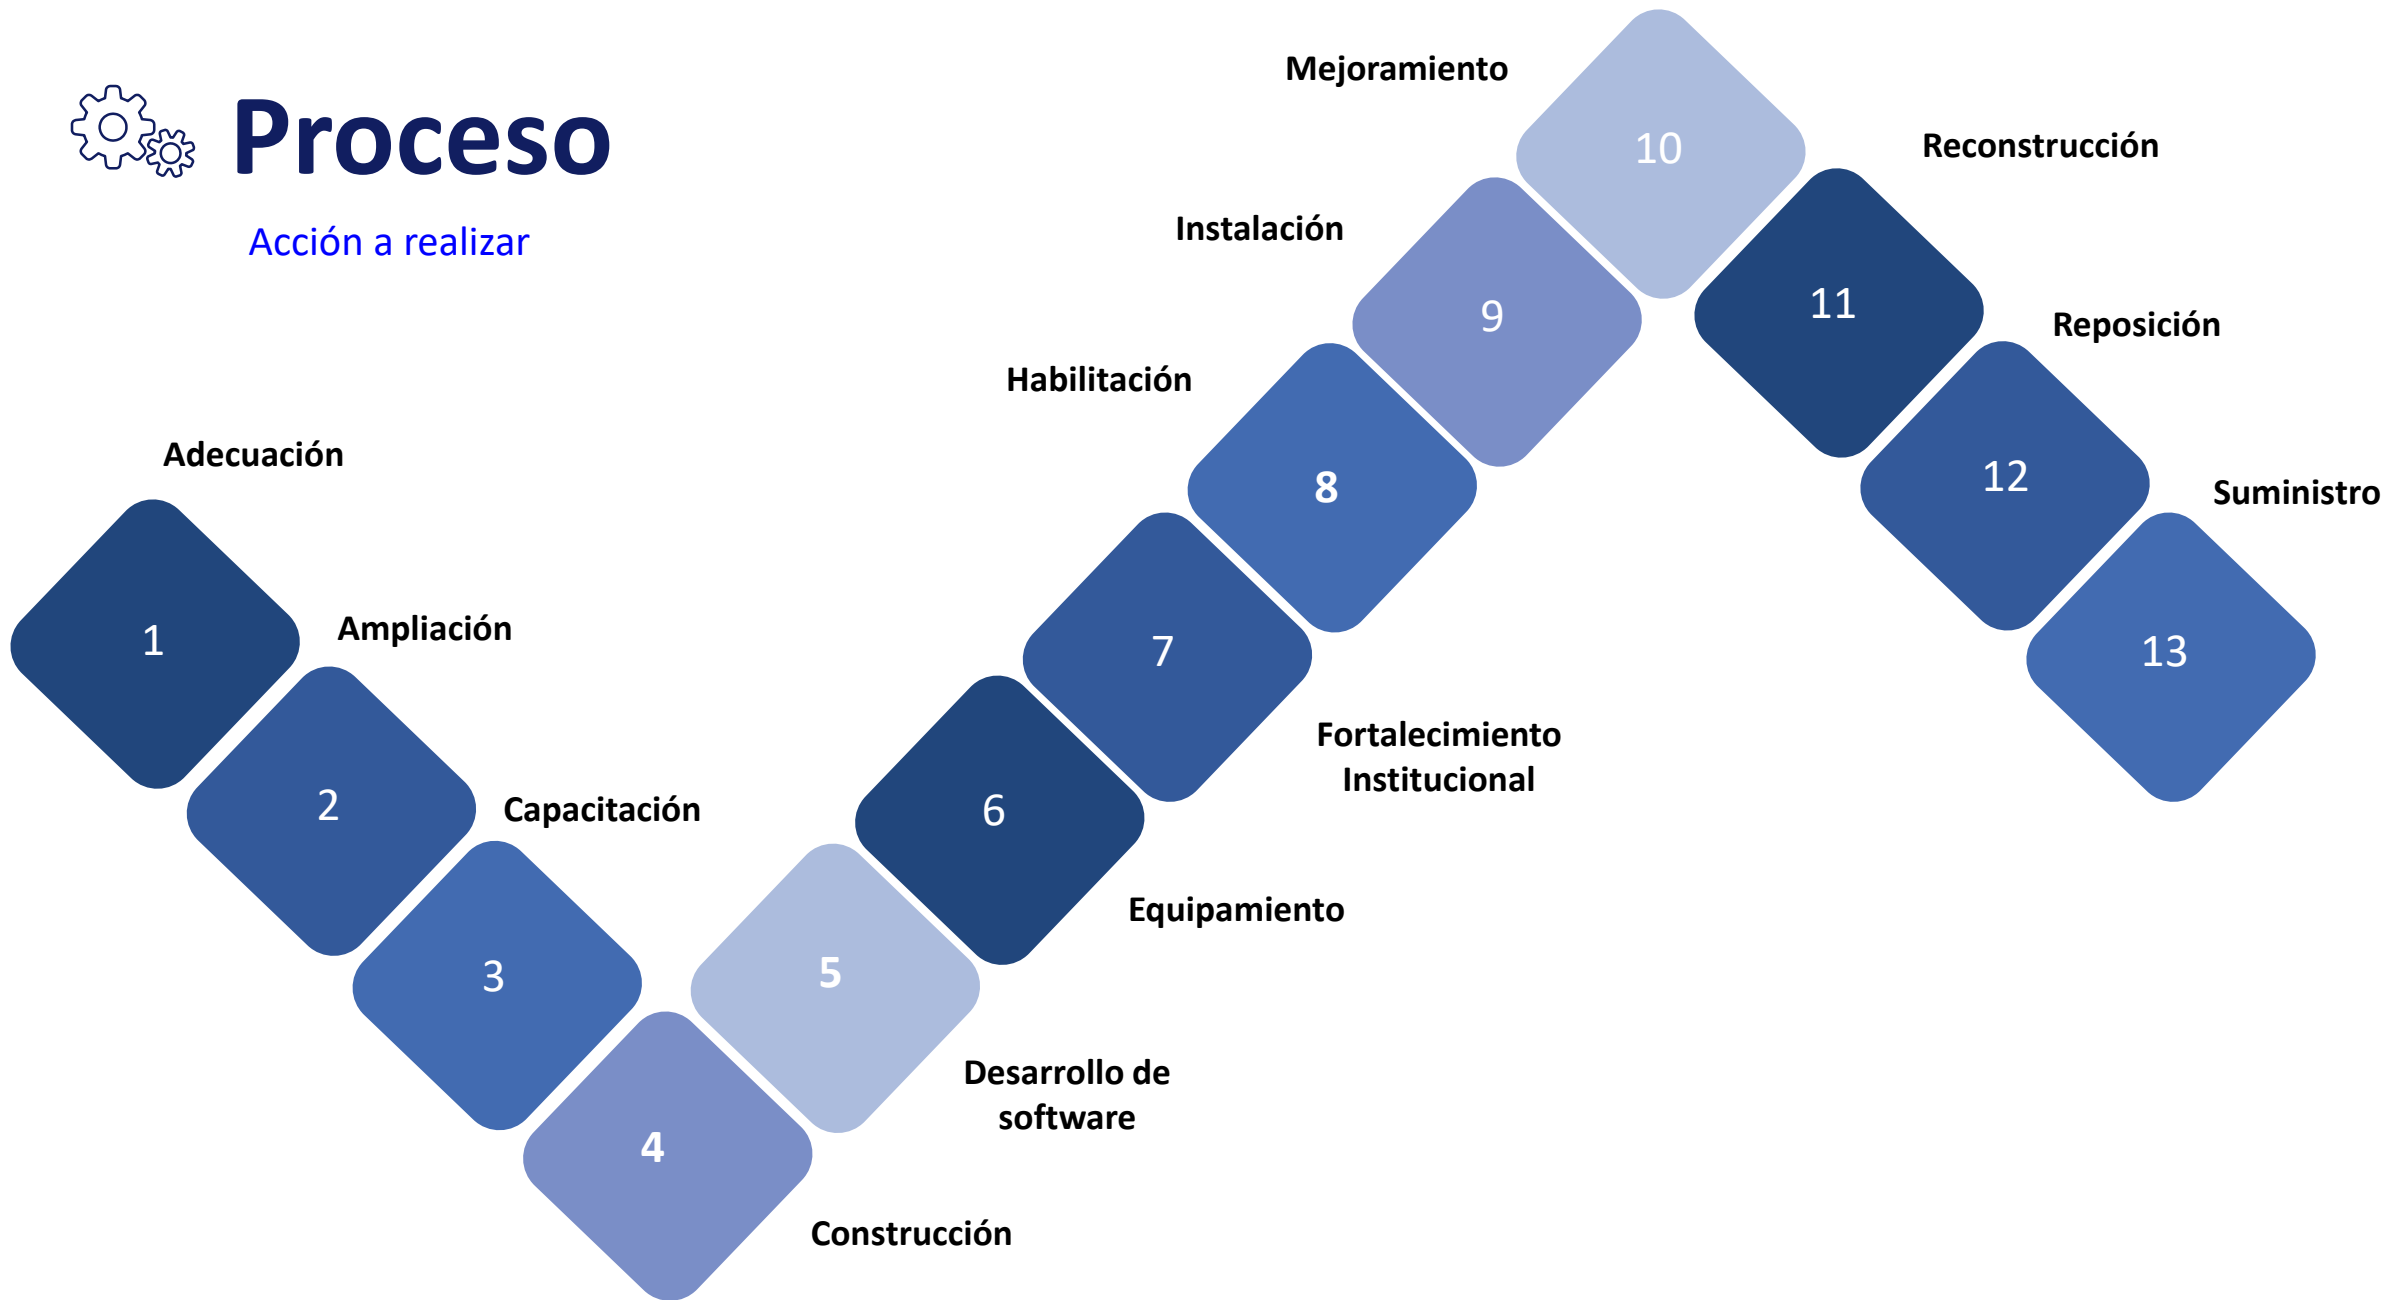 Proceso
Acción a realizar
Adecuación
1
Ampliación
2
Capacitación
3
4
Construcción
5
Desarrollo de
software
6
Equipamiento
7
Fortalecimiento
Institucional
Habilitación
8
Instalación
9
Mejoramiento
10
Reconstrucción
11
Reposición
12
Suministro
13